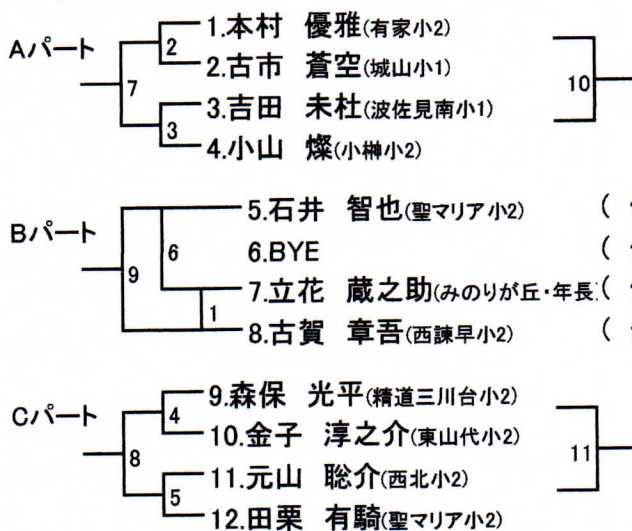 Aパート
1.本村 優雅(有家小2)
2
2.古市 蒼空(城山小1)
7
10
3.吉田 未杜(波佐見南小1)
3
4.小山 燦(小榊小2)
Bパート
5.石井 智也(聖マリア小2) (
6
6.BYE (
9
7.立花 蔵之助(みのりが丘・年長) (
1
8.古賀 章吾(西諫早小2) (
Cパート
9.森保 光平(精道三川台小2)
4
10.金子 淳之介(東山代小2)
8
11
11.元山 聡介(西北小2)
5
12.田栗 有騎(聖マリア小2)